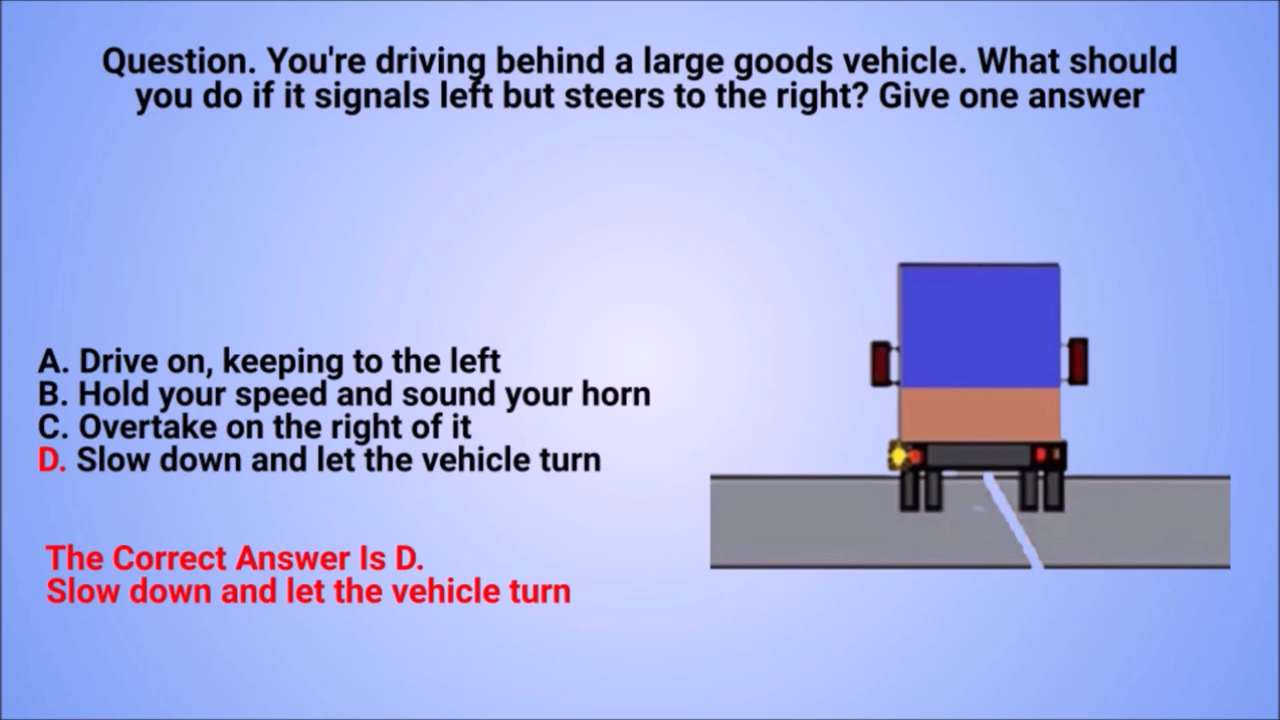 Question. You're driving behind a large goods vehicle. What should
you do if it signals left but steers to the right? Give one answer
A. Drive on, keeping to the left
B. Hold your speed and sound your horn
C. Overtake on the right of it
D. Slow down and let the vehicle turn
The Correct Answer Is D.
Slow down and let the vehicle turn